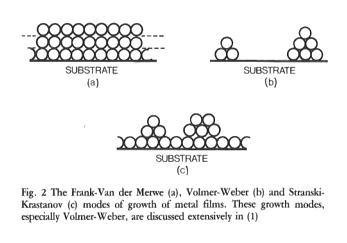 SUBSTRATE SUBSTRATE
(a) (b)
SUBSTRATE
(c)
Fig. 2 The Frank-Van der Merwe (a), Volmer-Weber (b) and Stranski-
Krastanov (c) modes of growth of metal films. These growth modes,
especially Volmer-Weber, are discussed extensively in (1)